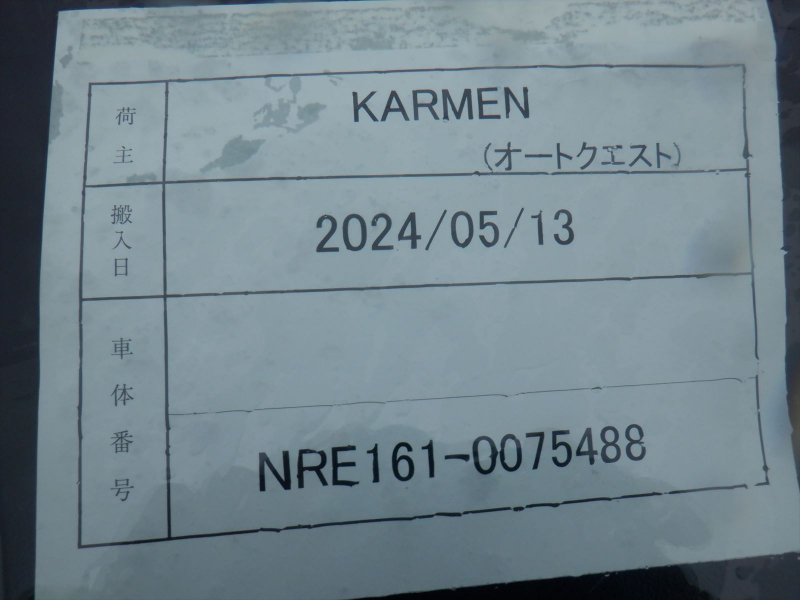 荷主 KARMEN
(オートクエスト)
搬入日 2024/05/13
車体番号 NRE161-0075488